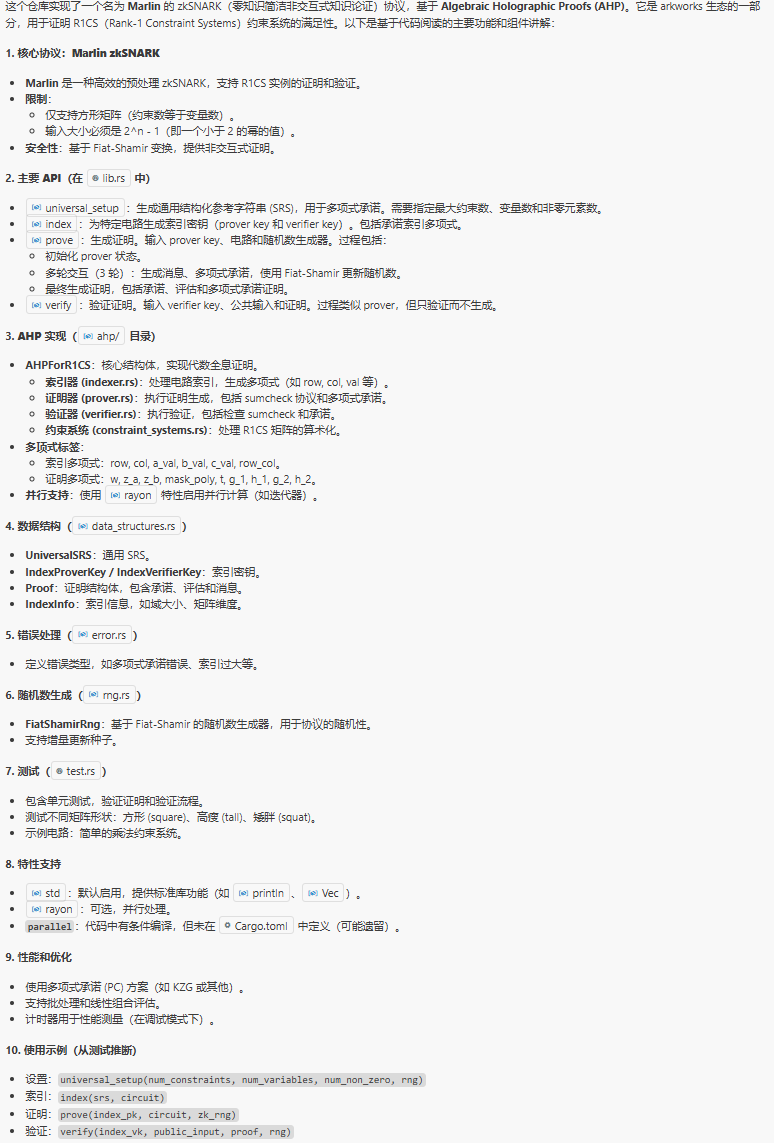 这个仓库实现了一个名为 Marlin 的 zkSNARK（零知识简洁非交互式知识论证）协议，基于 Algebraic Holographic Proofs (AHP)。它是 arkworks 生态的一部
分，用于证明 R1CS（Rank-1 Constraint Systems）约束系统的满足性。以下是基于代码阅读的主要功能和组件讲解：
1. 核心协议：Marlin zkSNARK
• Marlin 是一种高效的预处理 zkSNARK，支持 R1CS 实例的证明和验证。
• 限制：
◦ 仅支持方形矩阵（约束数等于变量数）。
◦ 输入大小必须是 2^n - 1（即一个小于 2 的幂的值）。
• 安全性：基于 Fiat-Shamir 变换，提供非交互式证明。
2. 主要 API（在 lib.rs 中）
• universal_setup：生成通用结构化参考字符串 (SRS)，用于多项式承诺。需要指定最大约束数、变量数和非零元素数。
• index：为特定电路生成索引密钥（prover key 和 verifier key）。包括承诺索引多项式。
• prove：生成证明。输入 prover key、电路和随机数生成器。过程包括：
◦ 初始化 prover 状态。
◦ 多轮交互（3 轮）：生成消息、多项式承诺，使用 Fiat-Shamir 更新随机数。
◦ 最终生成证明，包括承诺、评估和多项式承诺证明。
• verify：验证证明。输入 verifier key、公共输入和证明。过程类似 prover，但只验证而不生成。
3. AHP 实现（ ahp/ 目录）
• AHPForR1CS：核心结构体，实现代数全息证明。
◦ 索引器 (indexer.rs)：处理电路索引，生成多项式（如 row, col, val 等）。
◦ 证明器 (prover.rs)：执行证明生成，包括 sumcheck 协议和多项式承诺。
◦ 验证器 (verifier.rs)：执行验证，包括检查 sumcheck 和承诺。
◦ 约束系统 (constraint_systems.rs)：处理 R1CS 矩阵的算术化。
• 多项式标签：
◦ 索引多项式：row, col, a_val, b_val, c_val, row_col。
◦ 证明多项式：w, z_a, z_b, mask_poly, t, g_1, h_1, g_2, h_2。
• 并行支持：使用 rayon 特性启用并行计算（如迭代器）。
4. 数据结构（ data_structures.rs ）
• UniversalSRS：通用 SRS。
• IndexProverKey / IndexVerifierKey：索引密钥。
• Proof：证明结构体，包含承诺、评估和消息。
• IndexInfo：索引信息，如域大小、矩阵维度。
5. 错误处理（ error.rs ）
• 定义错误类型，如多项式承诺错误、索引过大等。
6. 随机数生成（ rng.rs ）
• FiatShamirRng：基于 Fiat-Shamir 的随机数生成器，用于协议的随机性。
• 支持增量更新种子。
7. 测试（ test.rs ）
• 包含单元测试，验证证明和验证流程。
• 测试不同矩阵形状：方形 (square)、高瘦 (tall)、矮胖 (squat)。
• 示例电路：简单的乘法约束系统。
8. 特性支持
• std：默认启用，提供标准库功能（如 println、Vec）。
• rayon：可选，并行处理。
• parallel：代码中有条件编译，但未在 Cargo.toml 中定义（可能遗留）。
9. 性能和优化
• 使用多项式承诺 (PC) 方案（如 KZG 或其他）。
• 支持批处理和线性组合评估。
• 计时器用于性能测量（在调试模式下）。
10. 使用示例（从测试推断）
• 设置：universal_setup(num_constraints, num_variables, num_non_zero, rng)
• 索引：index(srs, circuit)
• 证明：prove(index_pk, circuit, zk_rng)
• 验证：verify(index_vk, public_input, proof, rng)